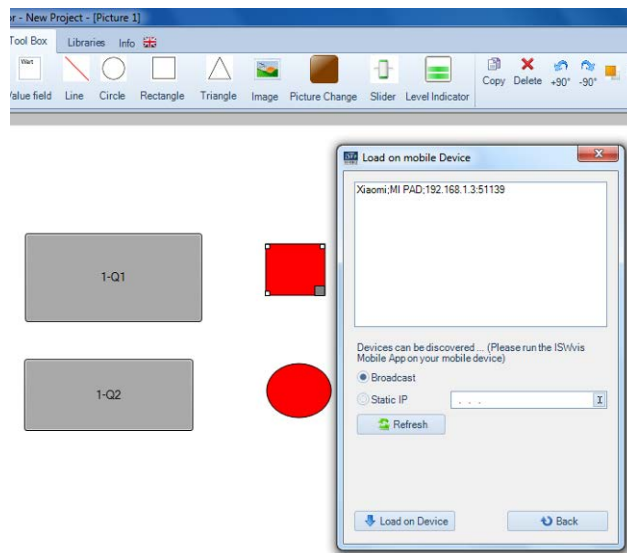 or - New Project - [Picture 1]
Tool Box Libraries Info
Wert
Value field Line Circle Rectangle Triangle Image Picture Change Slider Level Indicator Copy Delete +90° -90°
Load on mobile Device
Xiaomi;MI PAD;192.168.1.3:51139
1-Q1
Devices can be discovered ... (Please run the ISWvis
Mobile App on your mobile device)
Broadcast
1-Q2
Static IP . . .
Refresh
Load on Device Back